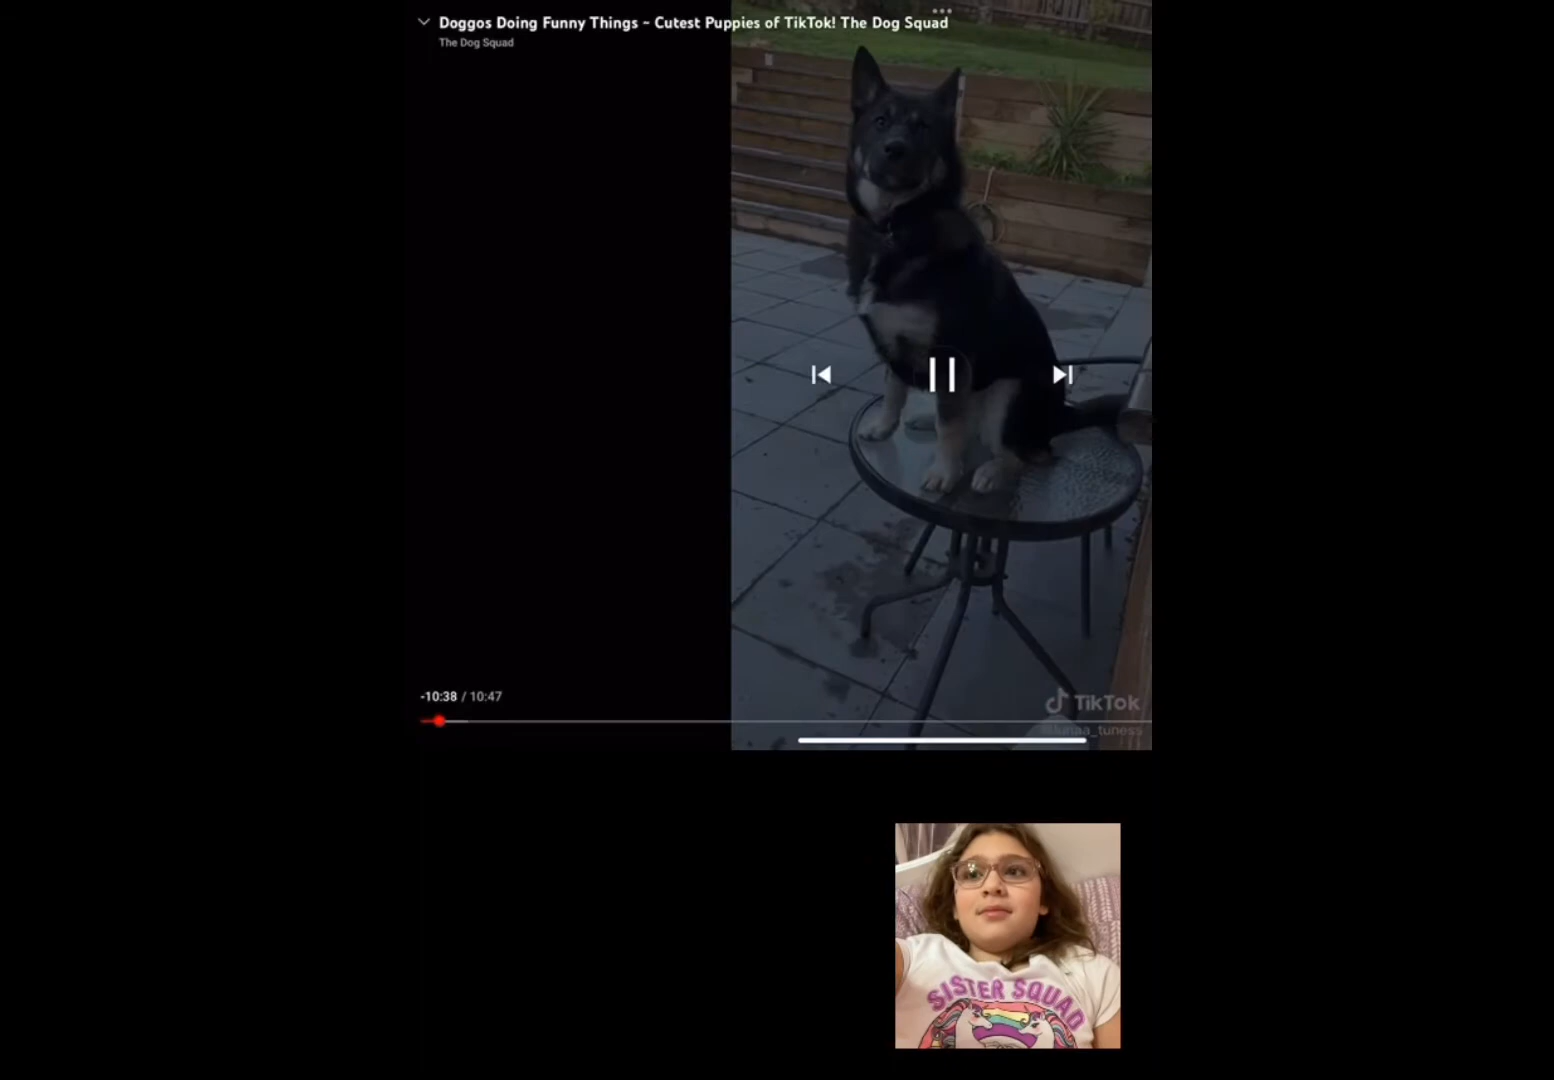 Doggos Doing Funny Things ~ Cutest Puppies of TikTok! The Dog Squad
The Dog Squad
-10:38 / 10:47
TikTok
SISTER SQUAD